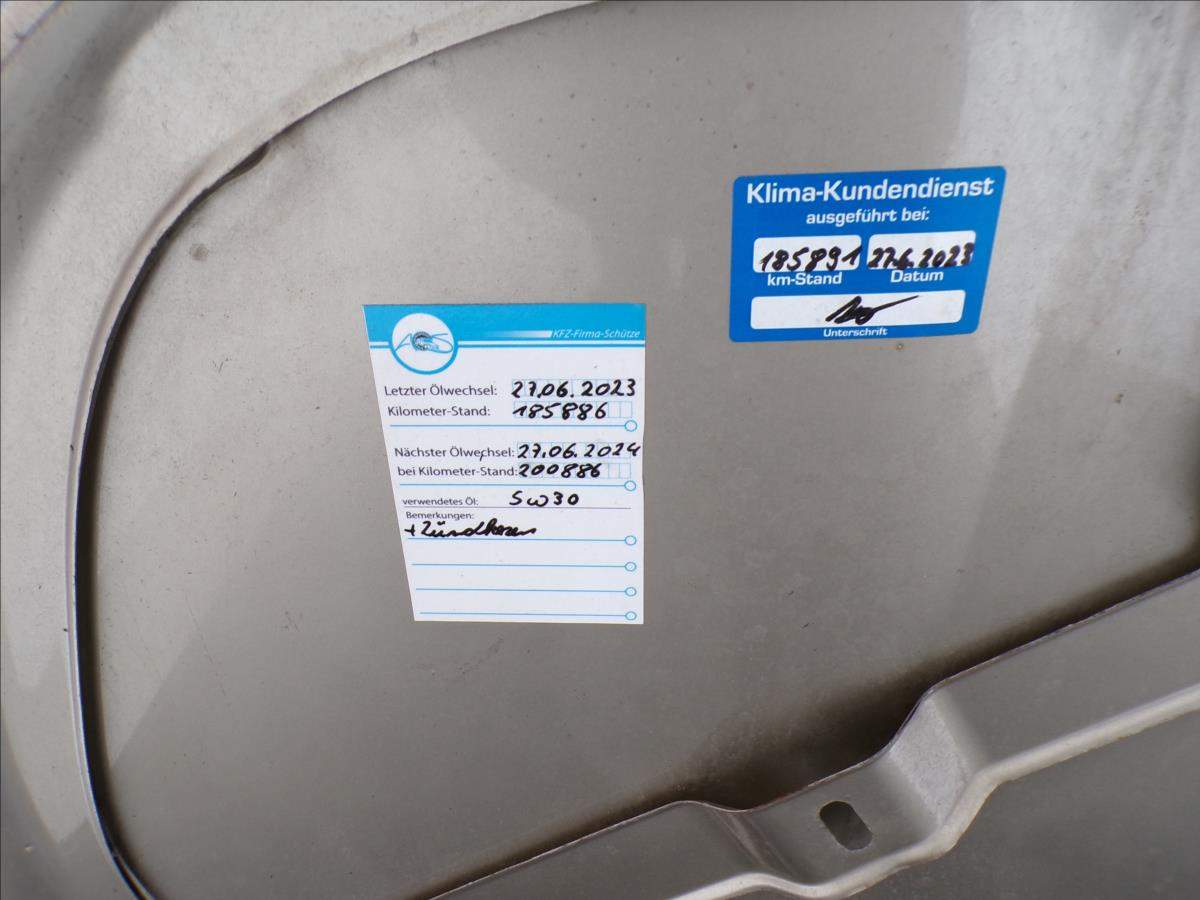 Klima-Kundendienst
ausgeführt bei:
185891 27.6.2023
km-Stand Datum
Unterschrift
KFZ-Firma-Schütze
Letzter Ölwechsel: 27.06.2023
Kilometer-Stand: 185886
Nächster Ölwechsel: 27.06.2024
bei Kilometer-Stand: 200886
verwendetes Öl: 5W30
Bemerkungen:
+Zündkerzen